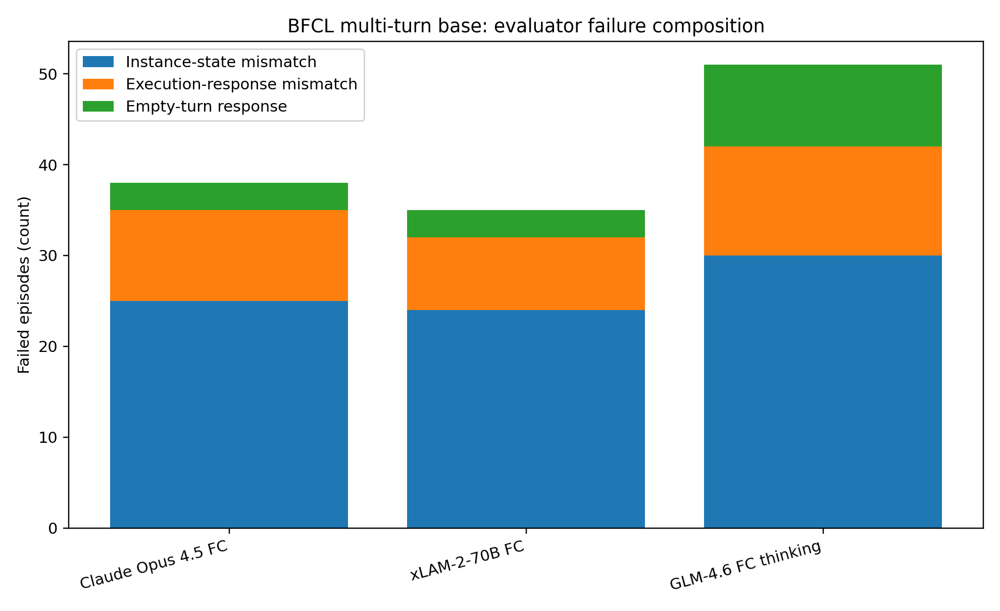 BFCL multi-turn base: evaluator failure composition
Instance-state mismatch
Execution-response mismatch
Empty-turn response
Failed episodes (count)
50
40
30
20
10
0
Claude Opus 4.5 FC
xLAM-2-70B FC
GLM-4.6 FC thinking